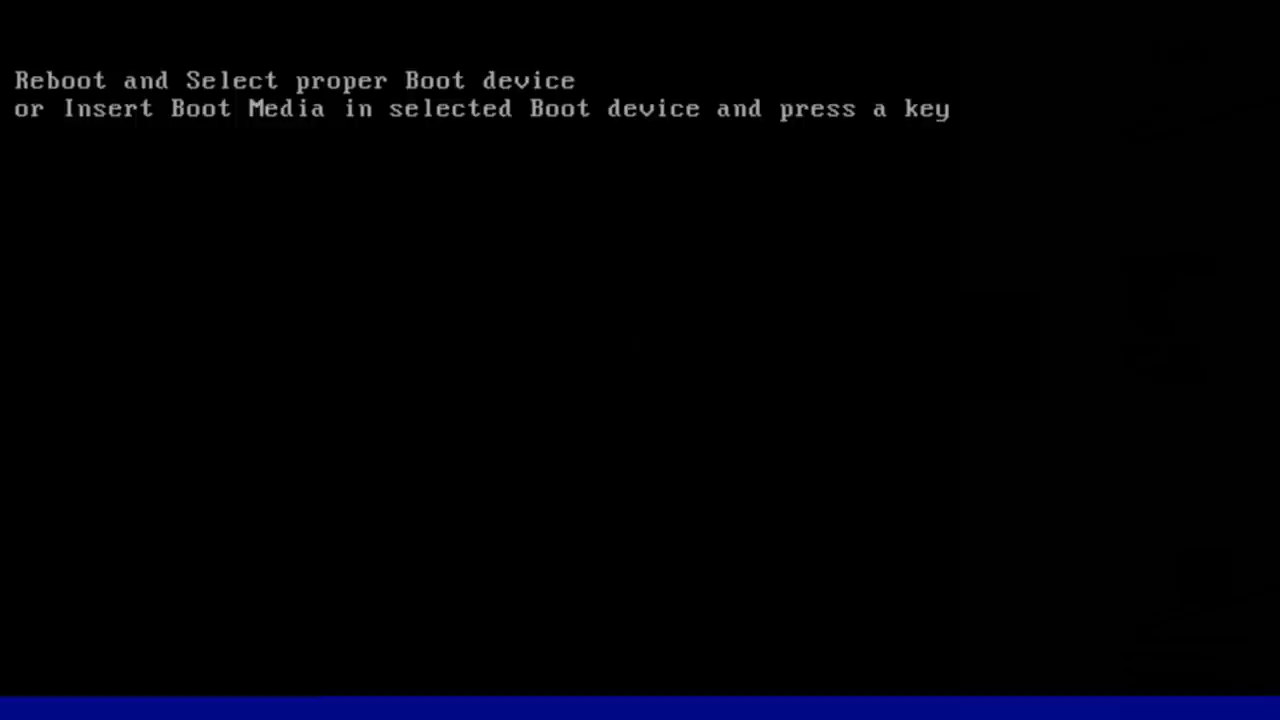 Reboot and Select proper Boot device
or Insert Boot Media in selected Boot device and press a key